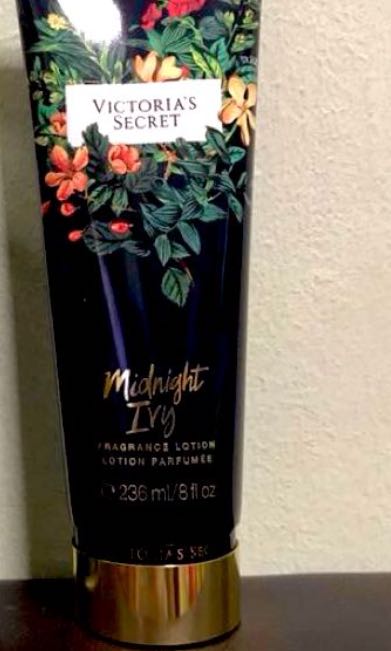 VICTORIA'S
SECRET
Midnight
Ivy
FRAGRANCE LOTION
LOTION PARFUMÉE
236 ml/8 fl oz